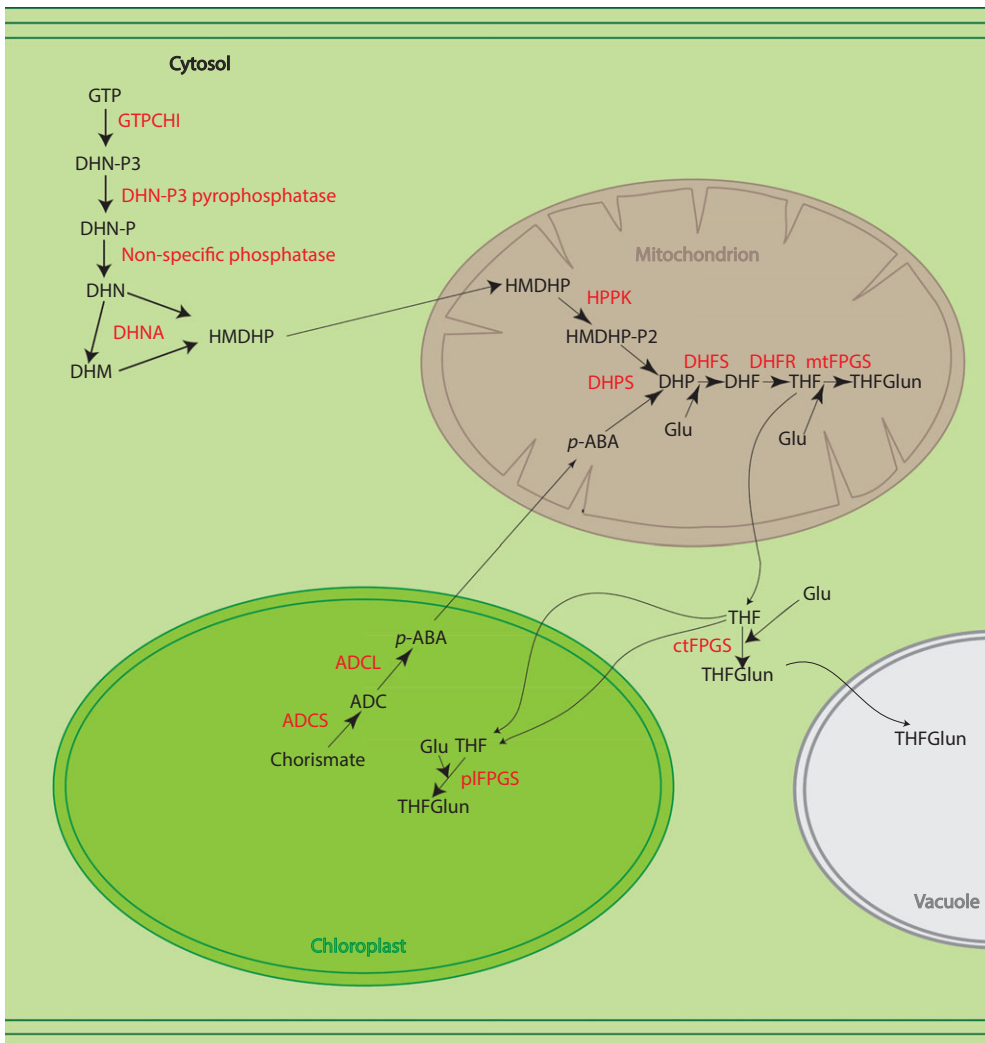 Cytosol
GTP
GTPCHI
DHN-P3
DHN-P3 pyrophosphatase
DHN-P
Non-specific phosphatase
DHN
DHNA
HMDHP
DHM
Mitochondrion
HMDHP
HPPK
HMDHP-P2
DHPS
DHFS
DHFR
mtFPGS
DHP
DHF
THF
THFGlun
Glu
Glu
p-ABA
THF
Glu
ctFPGS
THFGlun
p-ABA
ADCL
ADC
ADCS
Chorismate
Glu
THF
plFPGS
THFGlun
Chloroplast
THFGlun
Vacuole